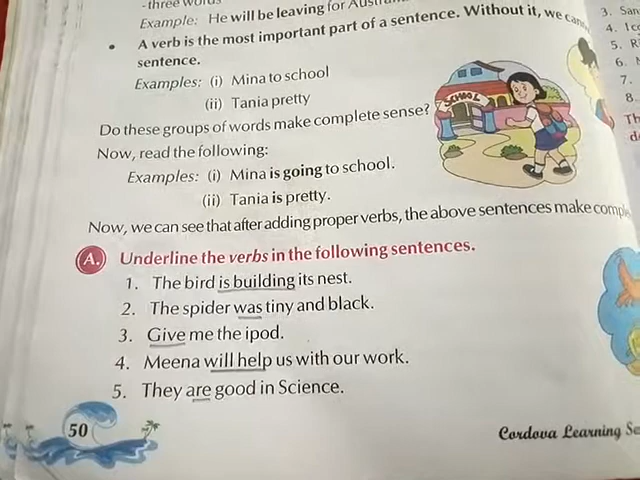 -three words
Example: He will be leaving for
• A verb is the most important part of a sentence. Without it, we
sentence.
Examples: (i) Mina to school
(ii) Tania pretty
Do these groups of words make complete sense?
Now, read the following:
Examples: (i) Mina is going to school.
(ii) Tania is pretty.
Now, we can see that after adding proper verbs, the above sentences make
SCHOOL
A. Underline the verbs in the following sentences.
1. The bird is building its nest.
2. The spider was tiny and black.
3. Give me the ipod.
4. Meena will help us with our work.
5. They are good in Science.
50
Cordova Learning
3. San
4. I c
5. R
6.
7.
8.
Th
d